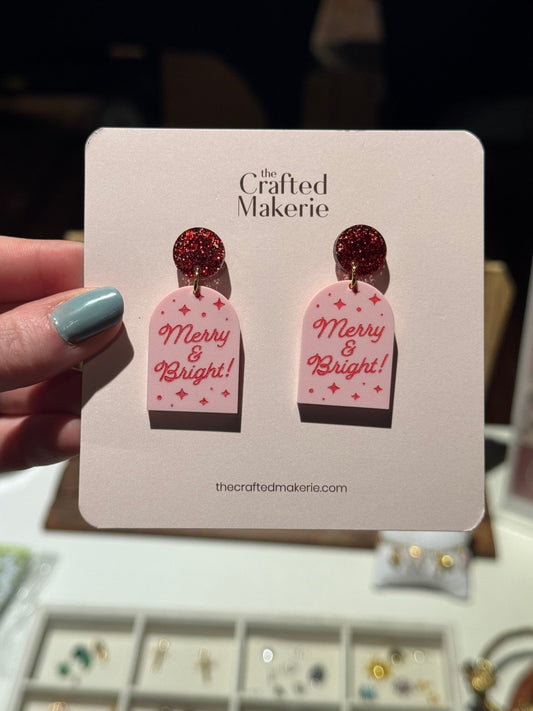 the
Crafted
Makerie
Merry
&
Bright!
Merry
&
Bright!
thecraftedmakerie.com